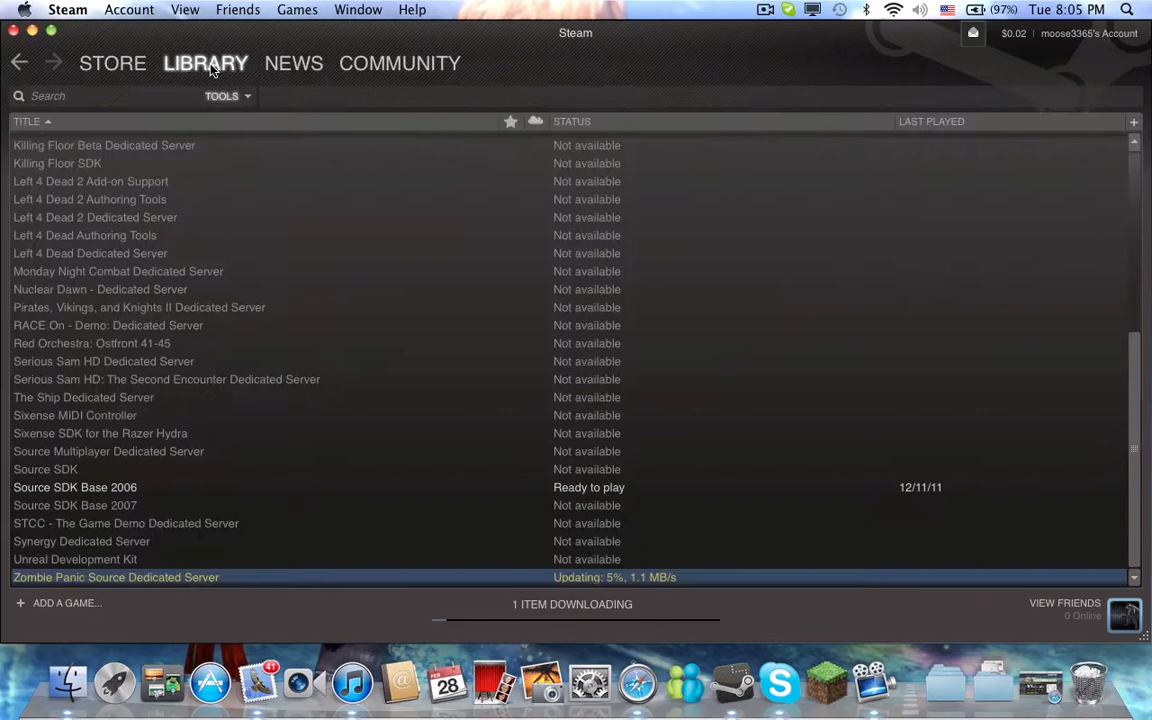 Steam Account View Friends Games Window Help (97%) Tue 8:05 PM
Steam
$0.02 moose3365's Account
STORE LIBRARY NEWS COMMUNITY
Search TOOLS
TITLE STATUS LAST PLAYED +
Killing Floor Beta Dedicated Server Not available
Killing Floor SDK Not available
Left 4 Dead 2 Add-on Support Not available
Left 4 Dead 2 Authoring Tools Not available
Left 4 Dead 2 Dedicated Server Not available
Left 4 Dead Authoring Tools Not available
Left 4 Dead Dedicated Server Not available
Monday Night Combat Dedicated Server Not available
Nuclear Dawn - Dedicated Server Not available
Pirates, Vikings, and Knights II Dedicated Server Not available
RACE On - Demo: Dedicated Server Not available
Red Orchestra: Ostfront 41-45 Not available
Serious Sam HD Dedicated Server Not available
Serious Sam HD: The Second Encounter Dedicated Server Not available
The Ship Dedicated Server Not available
Sixense MIDI Controller Not available
Sixense SDK for the Razer Hydra Not available
Source Multiplayer Dedicated Server Not available
Source SDK Not available
Source SDK Base 2006 Ready to play 12/11/11
Source SDK Base 2007 Not available
STCC - The Game Demo Dedicated Server Not available
Synergy Dedicated Server Not available
Unreal Development Kit Not available
Zombie Panic Source Dedicated Server Updating: 5%, 1.1 MB/s
+ ADD A GAME... 1 ITEM DOWNLOADING VIEW FRIENDS
0 Online
41
FEB
28